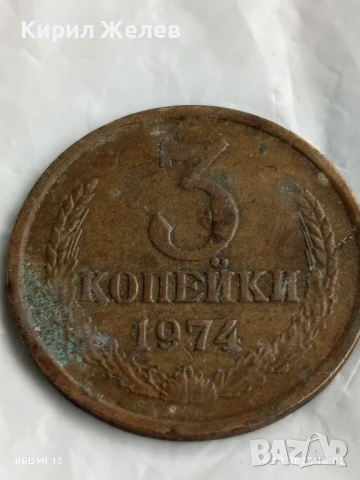 Кирил Желев
3
КОПЕЙКИ
1974
REDMI 13
BAZAR